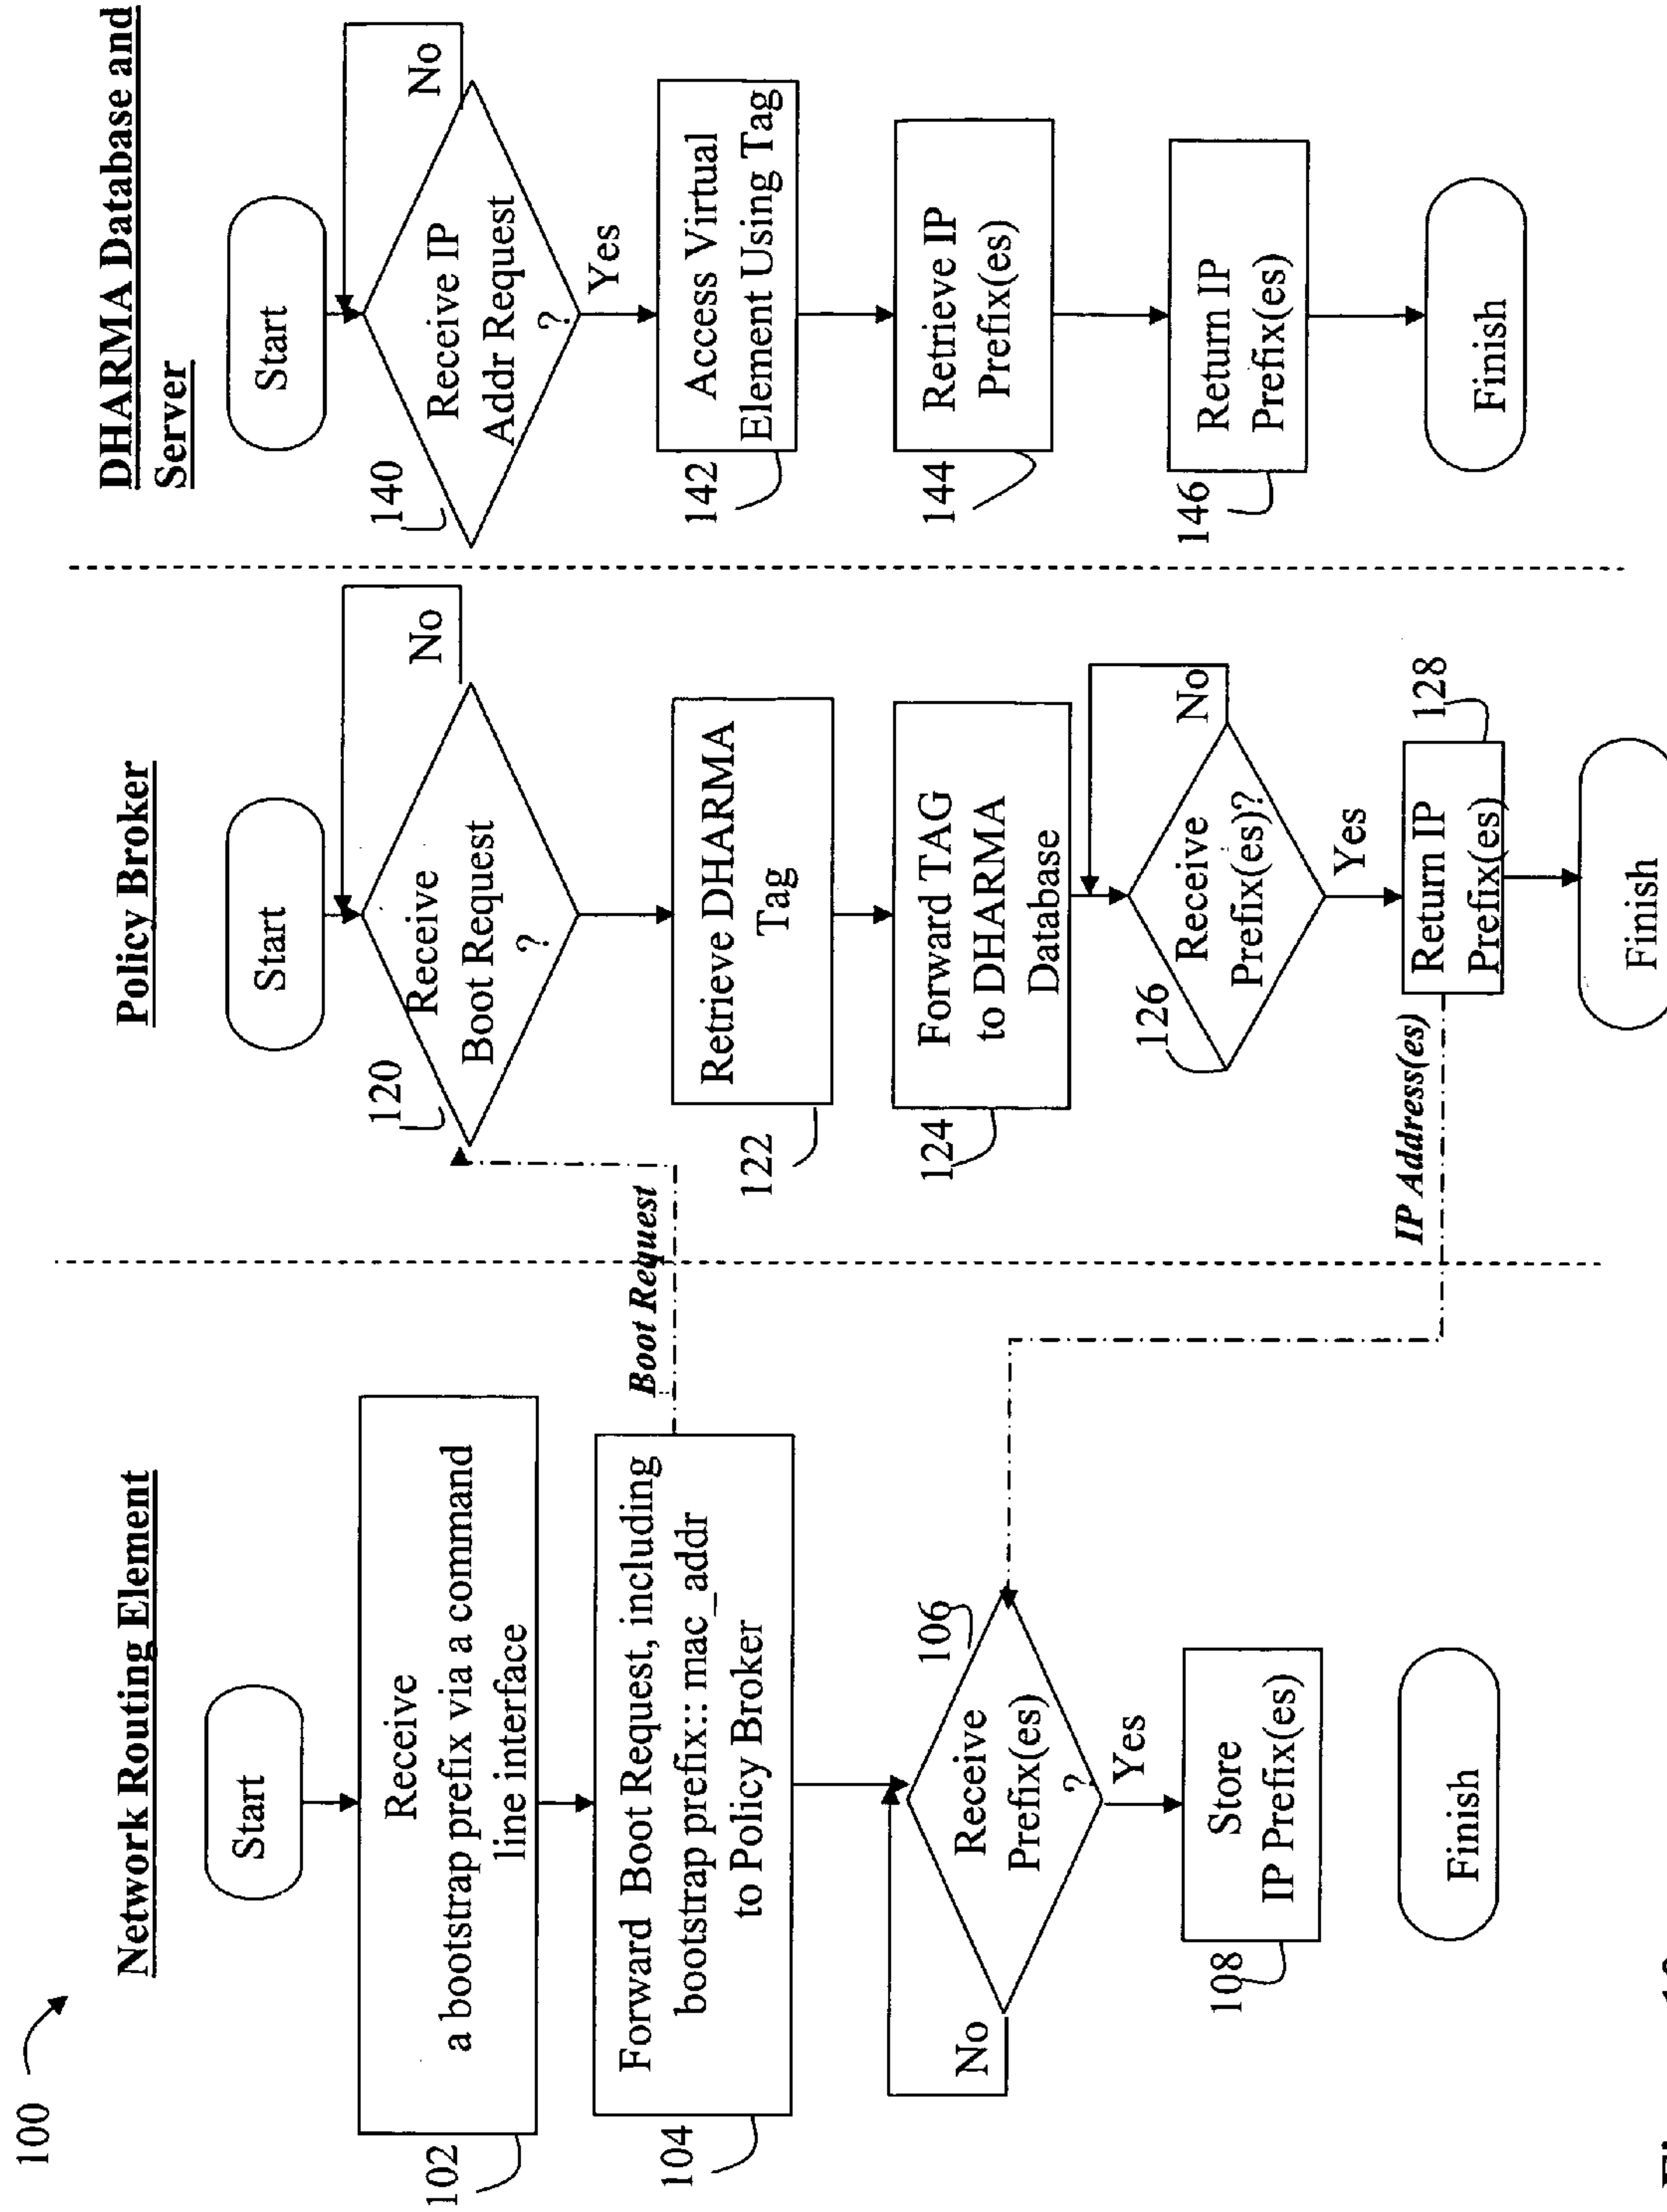 100
Network Routing Element
Start
Receive
a bootstrap prefix via a command
line interface
102
Forward Boot Request, including
bootstrap prefix:: mac_addr
to Policy Broker
104
Boot Request
Receive
Prefix(es)
?
106
No
Yes
Store
IP Prefix(es)
108
Finish
Policy Broker
Start
Receive
Boot Request
?
120
No
Retrieve DHARMA
Tag
122
Forward TAG
to DHARMA
Database
124
Receive
Prefix(es)?
126
No
Yes
Return IP
Prefix(es)
128
IP Address(es)
Finish
DHARMA Database and
Server
Start
Receive IP
Addr Request
?
140
No
Yes
Access Virtual
Element Using Tag
142
Retrieve IP
Prefix(es)
144
Return IP
Prefix(es)
146
Finish